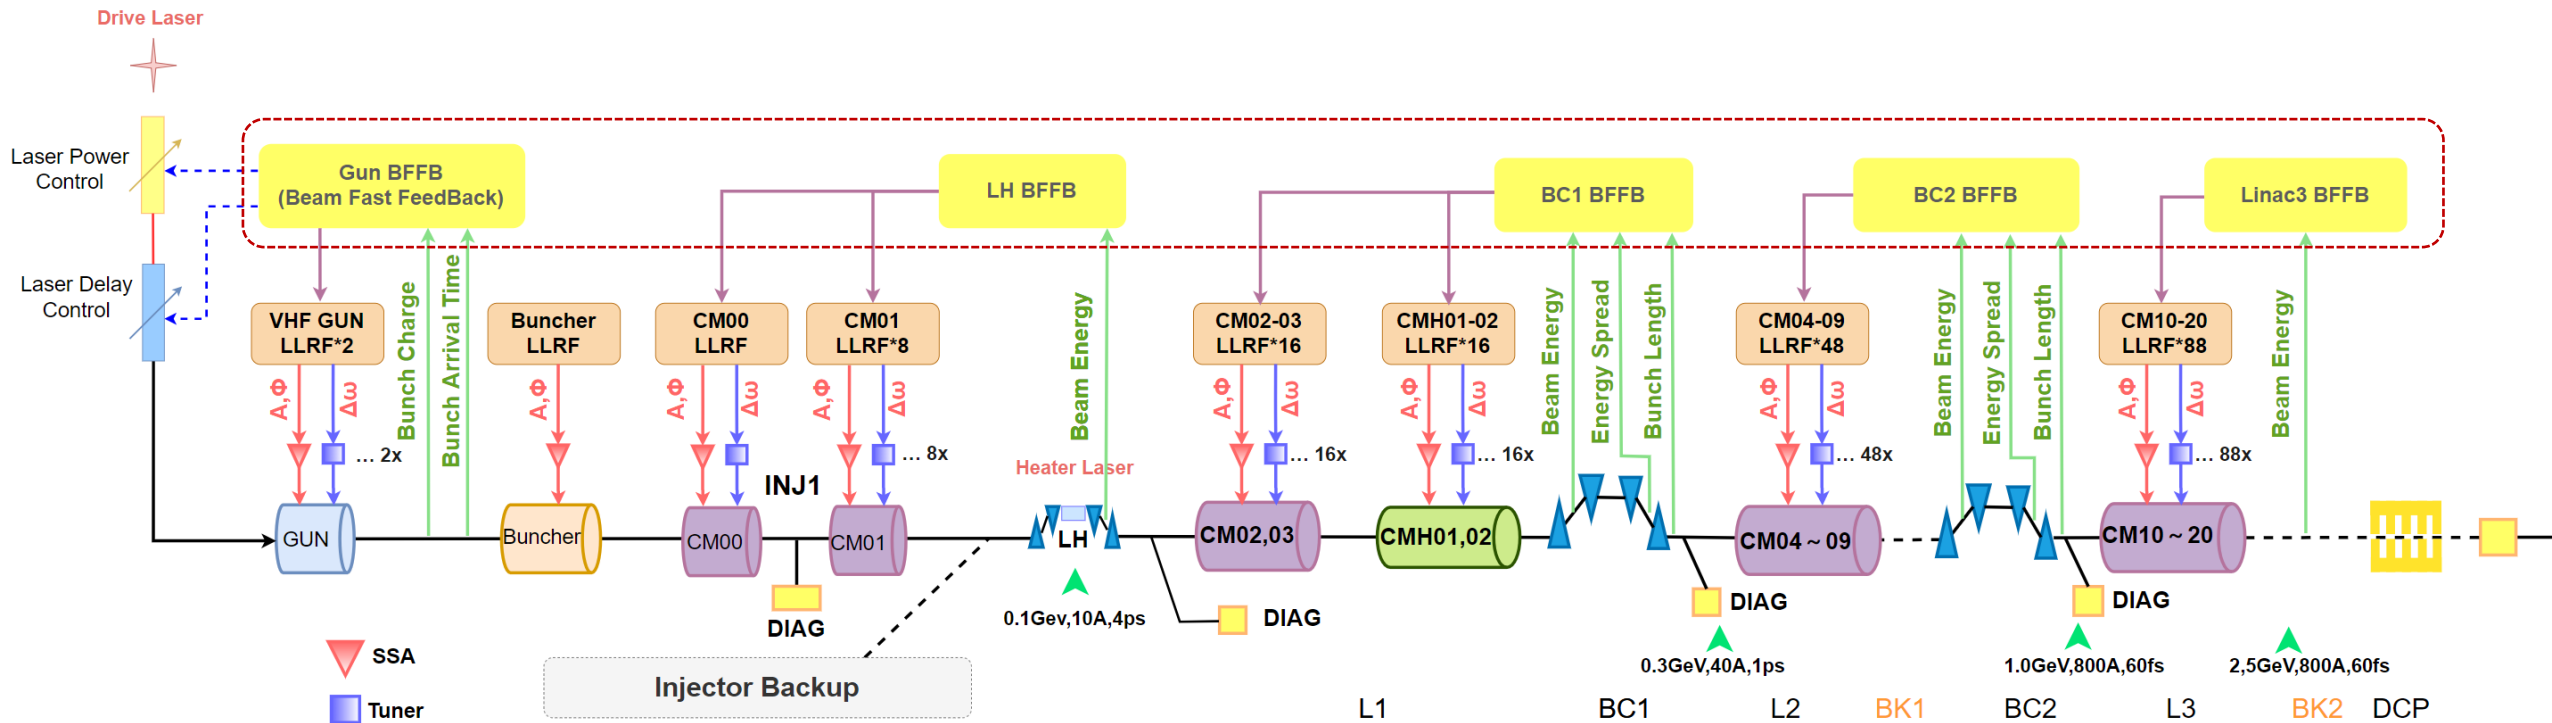 Drive Laser
Laser Power
Control
Laser Delay
Control
Gun BFFB
(Beam Fast FeedBack)
LH BFFB
BC1 BFFB
BC2 BFFB
Linac3 BFFB
VHF GUN
LLRF*2
Buncher
LLRF
CM00
LLRF
CM01
LLRF*8
CM02-03
LLRF*16
CMH01-02
LLRF*16
CM04-09
LLRF*48
CM10-20
LLRF*88
Bunch Charge
Bunch Arrival Time
Beam Energy
Beam Energy
Energy Spread
Bunch Length
Beam Energy
Energy Spread
Bunch Length
Beam Energy
A,Φ
Δω
A,Φ
A,Φ
Δω
A,Φ
Δω
A,Φ
Δω
A,Φ
Δω
A,Φ
Δω
A,Φ
Δω
... 2x
... 8x
... 16x
... 16x
... 48x
... 88x
INJ1
Heater Laser
GUN
Buncher
CM00
CM01
LH
CM02,03
CMH01,02
CM04~09
CM10~20
DIAG
DIAG
DIAG
DIAG
0.1Gev,10A,4ps
0.3GeV,40A,1ps
1.0GeV,800A,60fs
2,5GeV,800A,60fs
SSA
Tuner
Injector Backup
L1
BC1
L2
BK1
BC2
L3
BK2
DCP